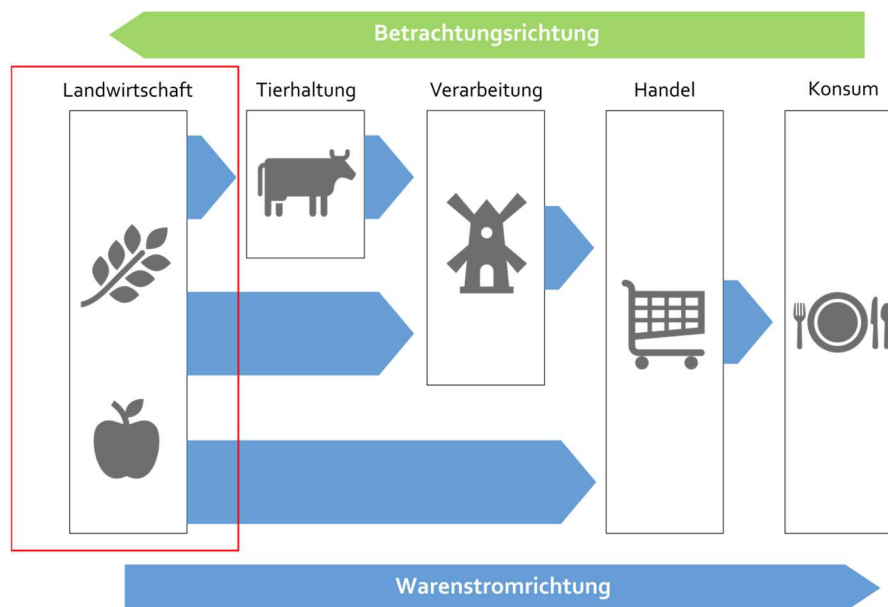 Betrachtungsrichtung
Landwirtschaft
Tierhaltung
Verarbeitung
Handel
Konsum
Warenstromrichtung